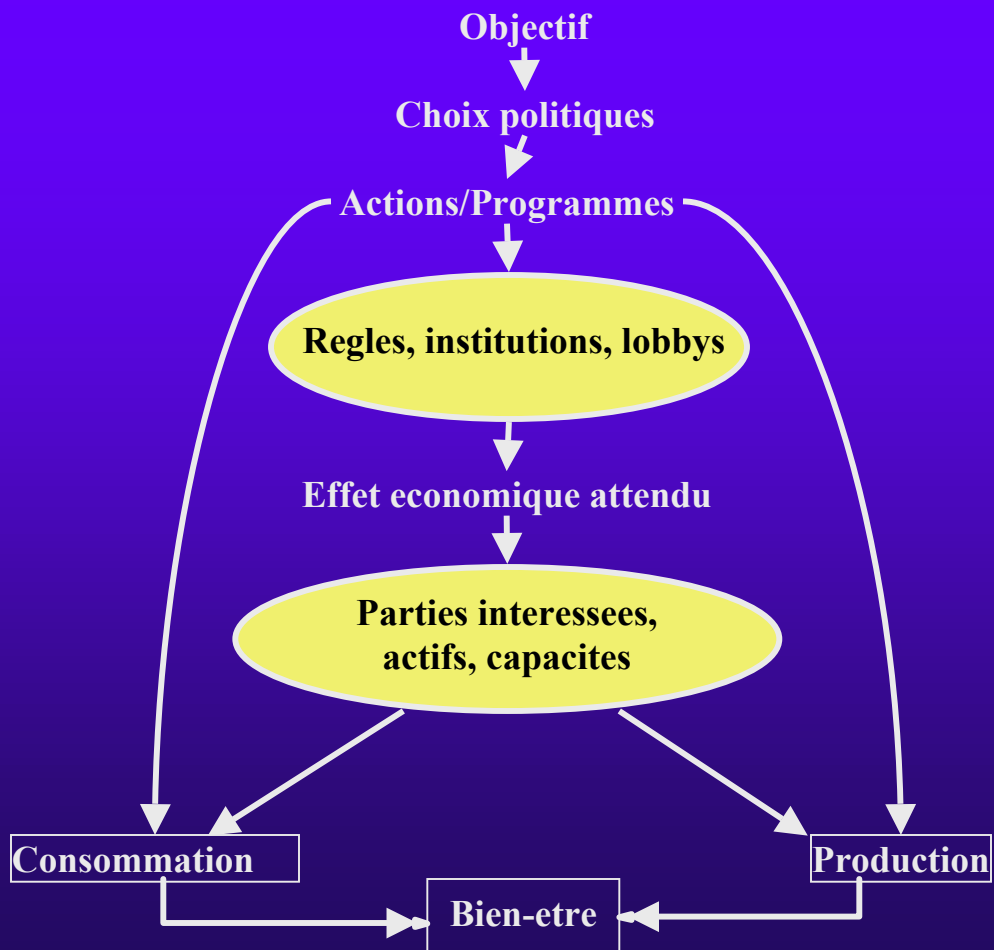 Objectif
Choix politiques
Actions/Programmes
Regles, institutions, lobbys
Effet economique attendu
Parties interessees,
actifs, capacites
Consommation
Production
Bien-etre